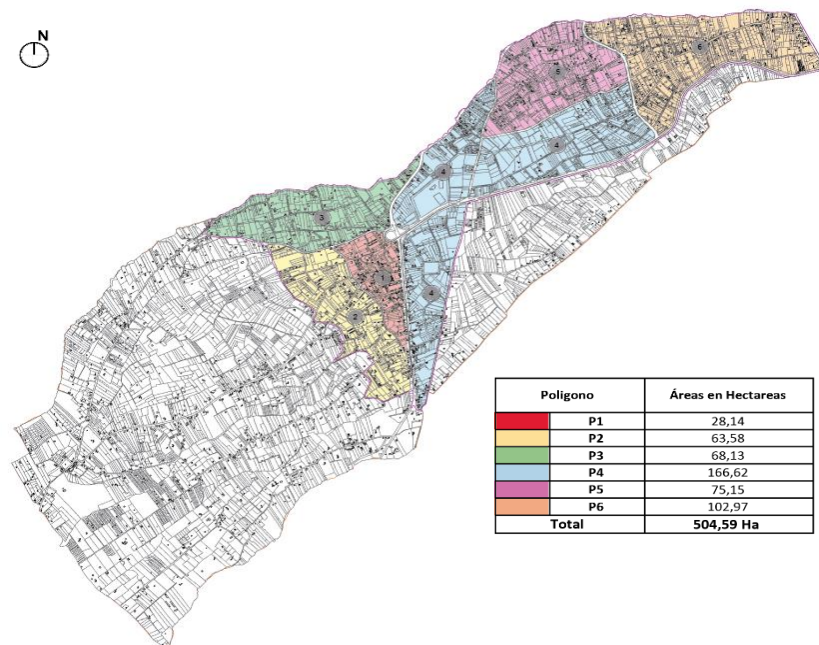 N
6
5
4
4
3
1
4
2
Poligono Áreas en Hectareas
P1 28,14
P2 63,58
P3 68,13
P4 166,62
P5 75,15
P6 102,97
Total 504,59 Ha